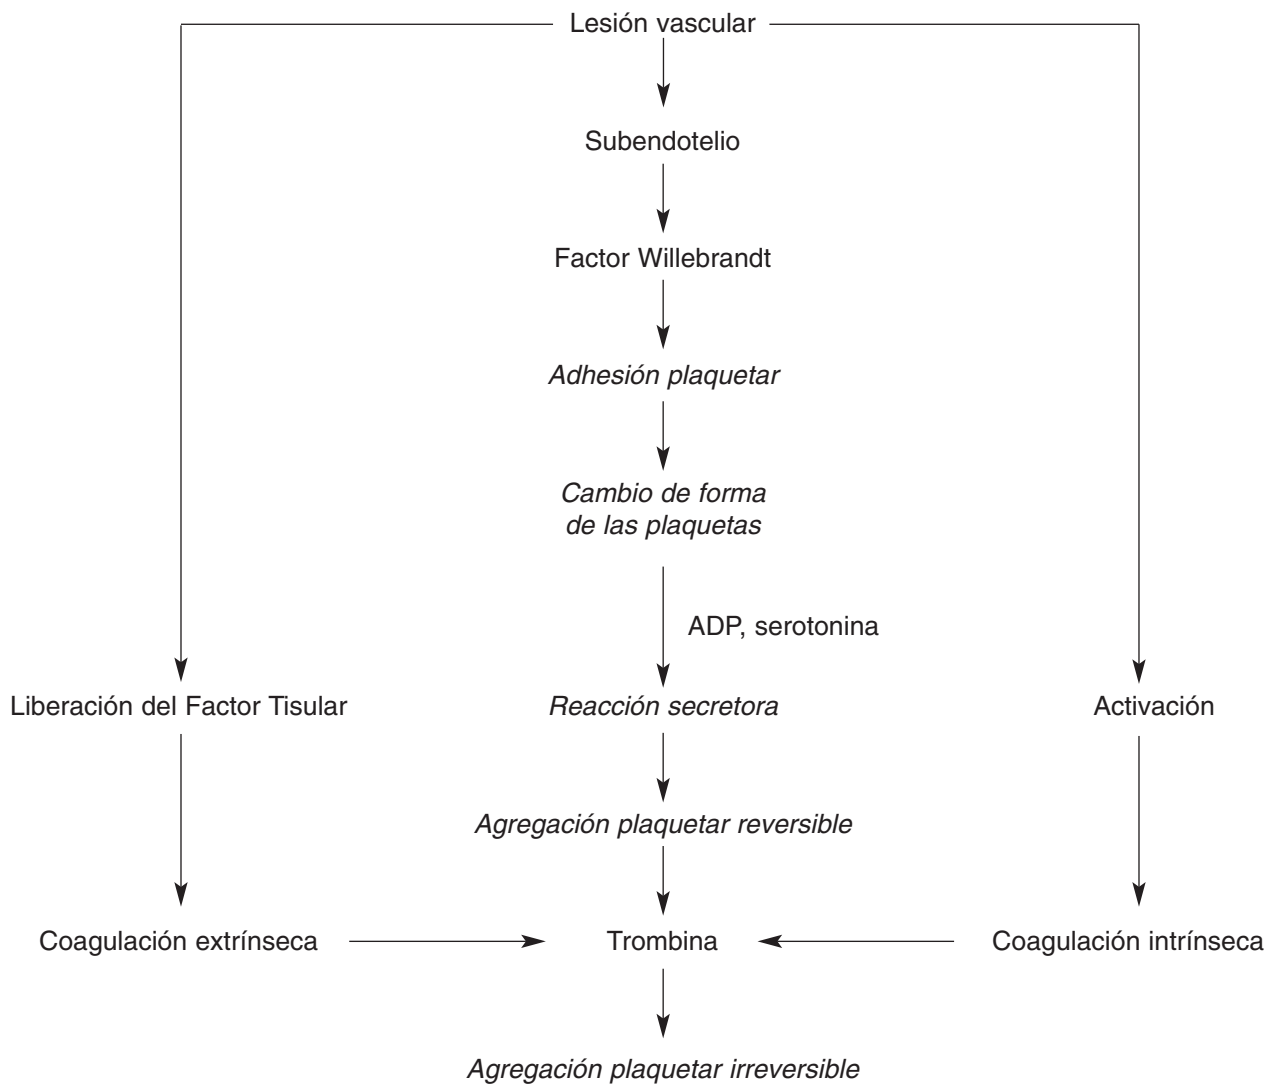 Lesión vascular
Subendotelio
Factor Willebrandt
Adhesión plaquetar
Cambio de forma
de las plaquetas
ADP, serotonina
Liberación del Factor Tisular
Reacción secretora
Activación
Agregación plaquetar reversible
Coagulación extrínseca
Trombina
Coagulación intrínseca
Agregación plaquetar irreversible